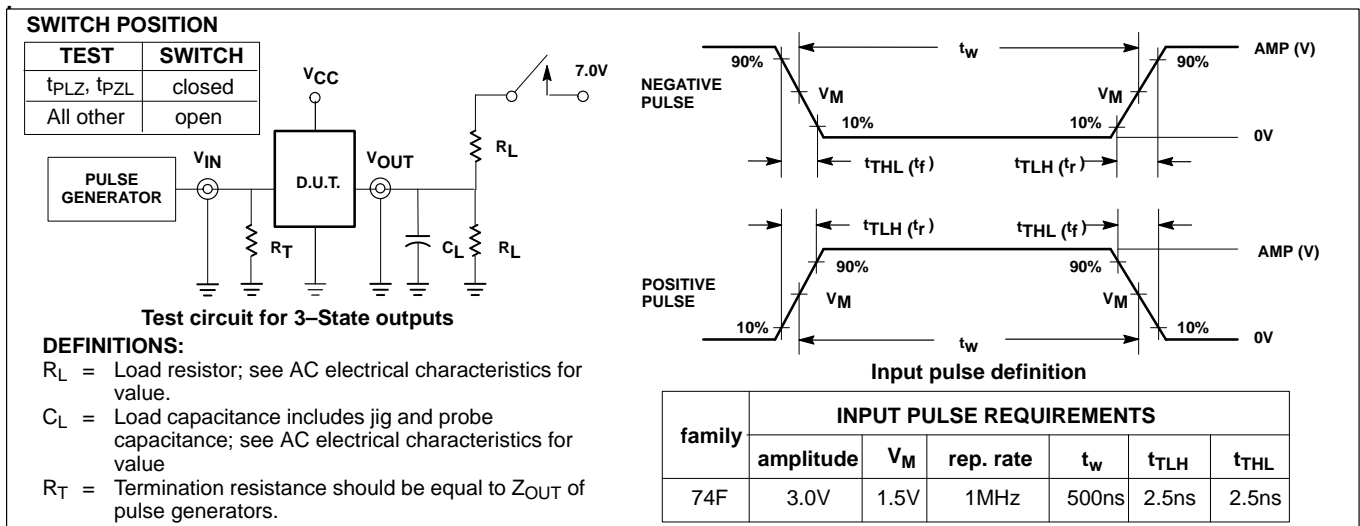 SWITCH POSITION
TEST SWITCH
tPLZ, tPZL closed
All other open
VCC
7.0V
RL
VIN
VOUT
PULSE
GENERATOR
D.U.T.
RT
CL
RL
Test circuit for 3–State outputs
DEFINITIONS:
RL = Load resistor; see AC electrical characteristics for
value.
CL = Load capacitance includes jig and probe
capacitance; see AC electrical characteristics for
value
RT = Termination resistance should be equal to ZOUT of
pulse generators.
NEGATIVE
PULSE
90%
tw
90%
AMP (V)
VM
VM
10%
10%
0V
tTHL (tf)
tTLH (tr)
tTLH (tr)
tTHL (tf)
AMP (V)
90%
90%
POSITIVE
PULSE
VM
VM
10%
tw
10%
0V
Input pulse definition
family
INPUT PULSE REQUIREMENTS
amplitude VM rep. rate tw tTLH tTHL
74F 3.0V 1.5V 1MHz 500ns 2.5ns 2.5ns